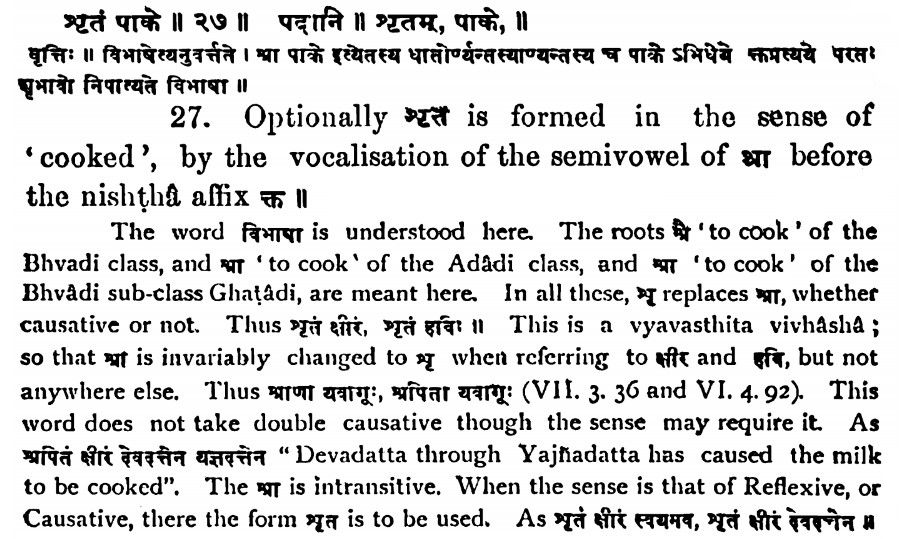 शृतं पाके ॥ २७ ॥ पदानि ॥ शृतम्, पाके, ॥
वृत्तिः ॥ विभाषेत्यनुवर्त्तते । श्रा पाके इत्येतस्य धातोर्ण्यन्तस्याण्यन्तस्य च पाके ऽभिधेये क्तप्रत्यये परतः
शृभावो निपात्यते विभाषा ॥
27. Optionally शृत is formed in the sense of
‘cooked’, by the vocalisation of the semivowel of श्रा before
the nishṭhâ affix क्त ॥
The word विभाषा is understood here. The roots श्रै ‘to cook’ of the
Bhvadi class, and श्रा ‘to cook‘ of the Adâdi class, and श्रा ‘to cook’ of the
Bhvâdi sub-class Ghaṭâdi, are meant here. In all these, शृ replaces श्रा, whether
causative or not. Thus शृतं क्षीरं, शृतं हविः ॥ This is a vyavasthita vivhâshâ ;
so that श्रा is invariably changed to शृ when referring to क्षीर and हवि, but not
anywhere else. Thus श्राणा यवागूः, श्रपिता यवागूः (VII. 3. 36 and VI. 4. 92). This
word does not take double causative though the sense may require it. As
श्रपितं क्षीरं देवदत्तेन यज्ञदत्तेन “Devadatta through Yajñadatta has caused the milk
to be cooked”. The श्रा is intransitive. When the sense is that of Reflexive, or
Causative, there the form शृत is to be used. As शृतं क्षीरं स्वयमव, शृतं क्षीरं देवदत्तेन ॥